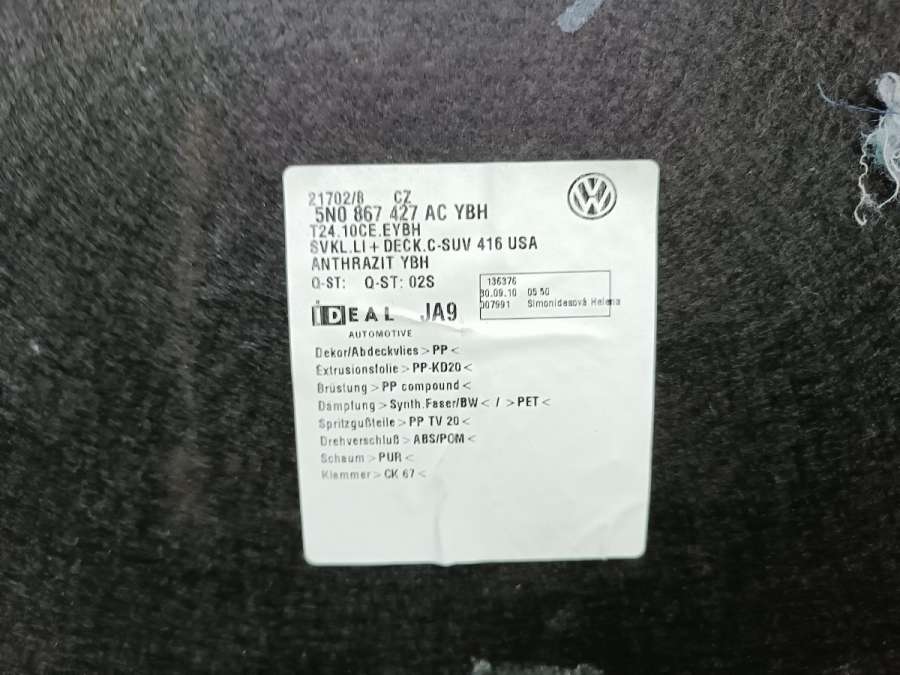 21702/8 CZ
5N0 867 427 AC YBH
T24.10CE.EYBH
SVKL.LI + DECK.C-SUV 416 USA
ANTHRAZIT YBH
Q-ST: Q-ST: 02S
136376
30.09.10 05 50
007991 Simonidesová Helena
IDEAL JA9
AUTOMOTIVE
Dekor/Abdeckvlies > PP <
Extrusionsfolie > PP-KD20 <
Brüstung > PP compound <
Dämpfung > Synth.Faser/BW < / > PET <
Spritzgußteile > PP TV 20 <
Drehverschluß > ABS/POM <
Schaum > PUR <
Klammer > CK 67 <